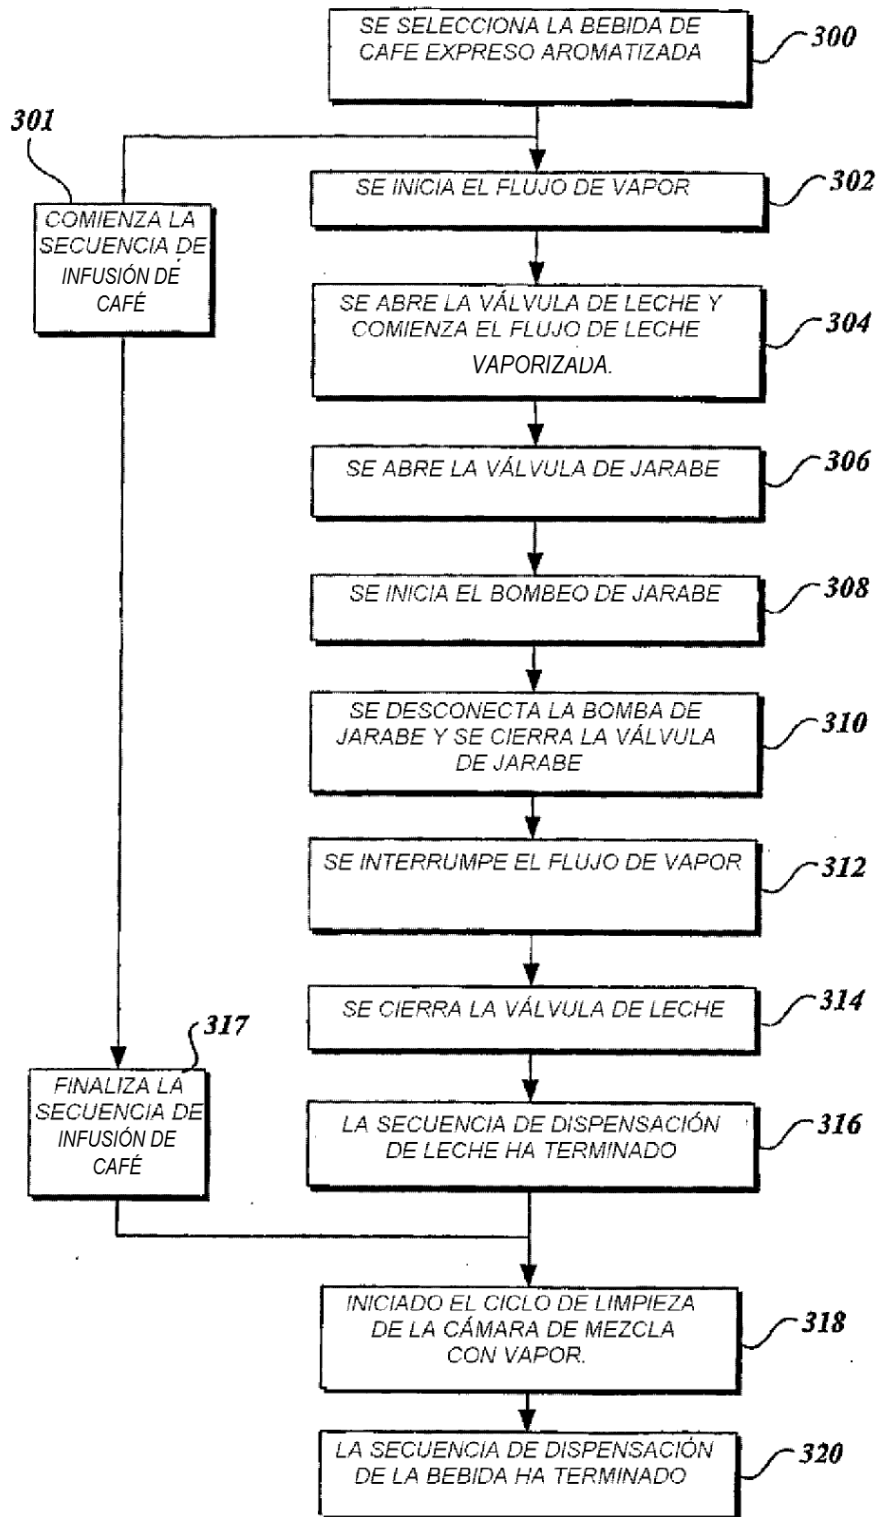 SE SELECCIONA LA BEBIDA DE
CAFE EXPRESO AROMATIZADA
300
301
SE INICIA EL FLUJO DE VAPOR
302
COMIENZA LA
SECUENCIA DE
INFUSIÓN DE
CAFÉ
SE ABRE LA VÁLVULA DE LECHE Y
COMIENZA EL FLUJO DE LECHE
VAPORIZADA.
304
SE ABRE LA VÁLVULA DE JARABE
306
SE INICIA EL BOMBEO DE JARABE
308
SE DESCONECTA LA BOMBA DE
JARABE Y SE CIERRA LA VÁLVULA
DE JARABE
310
SE INTERRUMPE EL FLUJO DE VAPOR
312
SE CIERRA LA VÁLVULA DE LECHE
314
317
FINALIZA LA
SECUENCIA DE
INFUSIÓN DE
CAFÉ
LA SECUENCIA DE DISPENSACIÓN
DE LECHE HA TERMINADO
316
INICIADO EL CICLO DE LIMPIEZA
DE LA CÁMARA DE MEZCLA
CON VAPOR.
318
LA SECUENCIA DE DISPENSACIÓN
DE LA BEBIDA HA TERMINADO
320